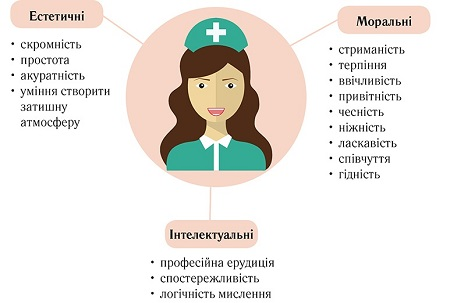 Естетичні
• скромність
• простота
• акуратність
• уміння створити
затишну
атмосферу
Моральні
• стриманість
• терпіння
• ввічливість
• привітність
• чесність
• ніжність
• ласкавість
• співчуття
• гідність
Інтелектуальні
• професійна ерудиція
• спостережливість
• логічність мислення